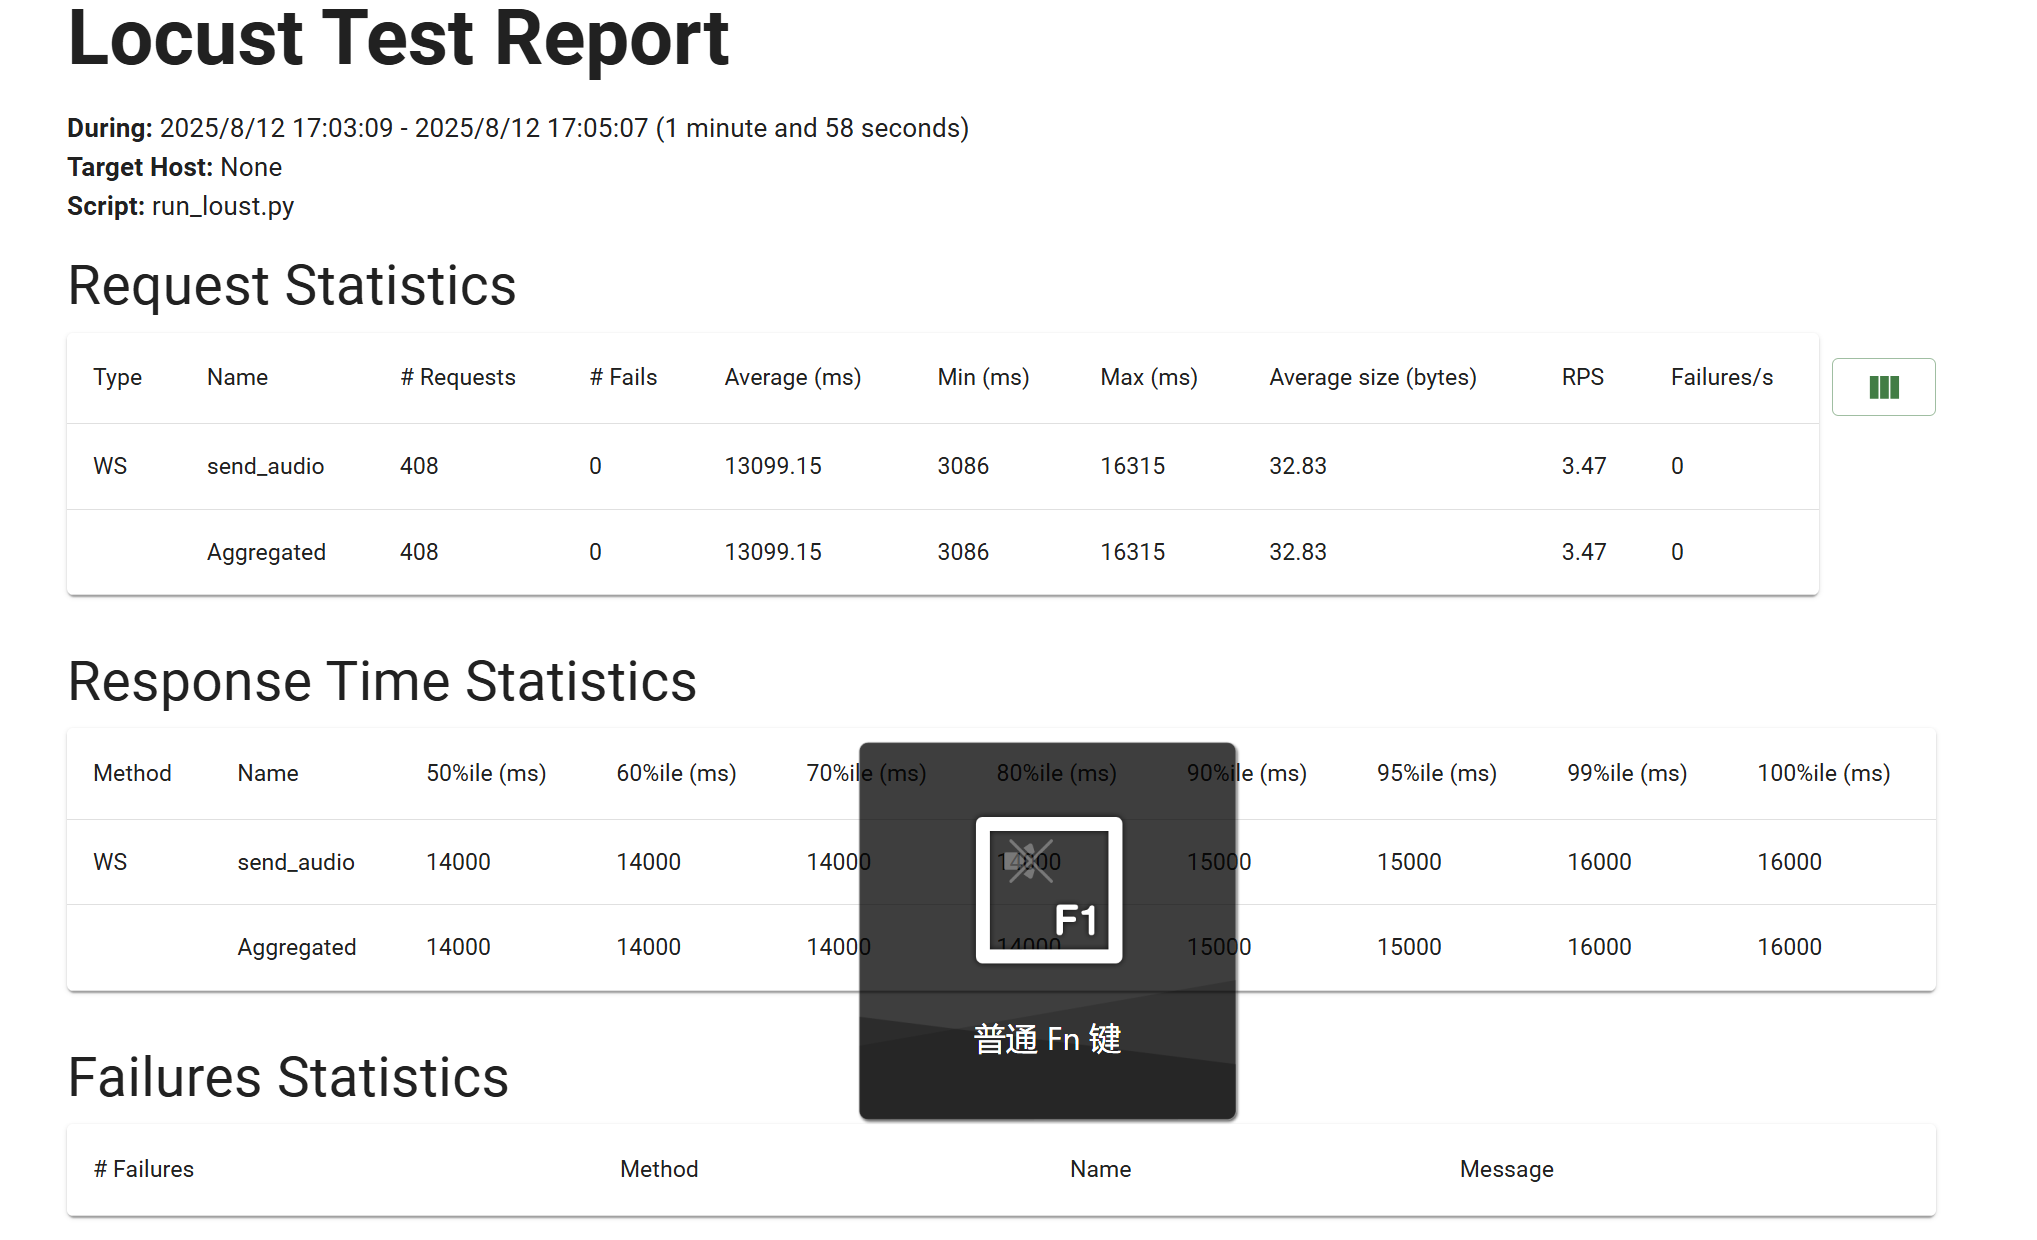 Locust Test Report
During: 2025/8/12 17:03:09 - 2025/8/12 17:05:07 (1 minute and 58 seconds)
Target Host: None
Script: run_loust.py
Request Statistics
Type Name # Requests # Fails Average (ms) Min (ms) Max (ms) Average size (bytes) RPS Failures/s
WS send_audio 408 0 13099.15 3086 16315 32.83 3.47 0
Aggregated 408 0 13099.15 3086 16315 32.83 3.47 0
Response Time Statistics
Method Name 50%ile (ms) 60%ile (ms) 70%ile (ms) 80%ile (ms) 90%ile (ms) 95%ile (ms) 99%ile (ms) 100%ile (ms)
WS send_audio 14000 14000 14000 14000 15000 15000 16000 16000
Aggregated 14000 14000 14000 14000 15000 15000 16000 16000
F1
普通 Fn 键
Failures Statistics
# Failures Method Name Message